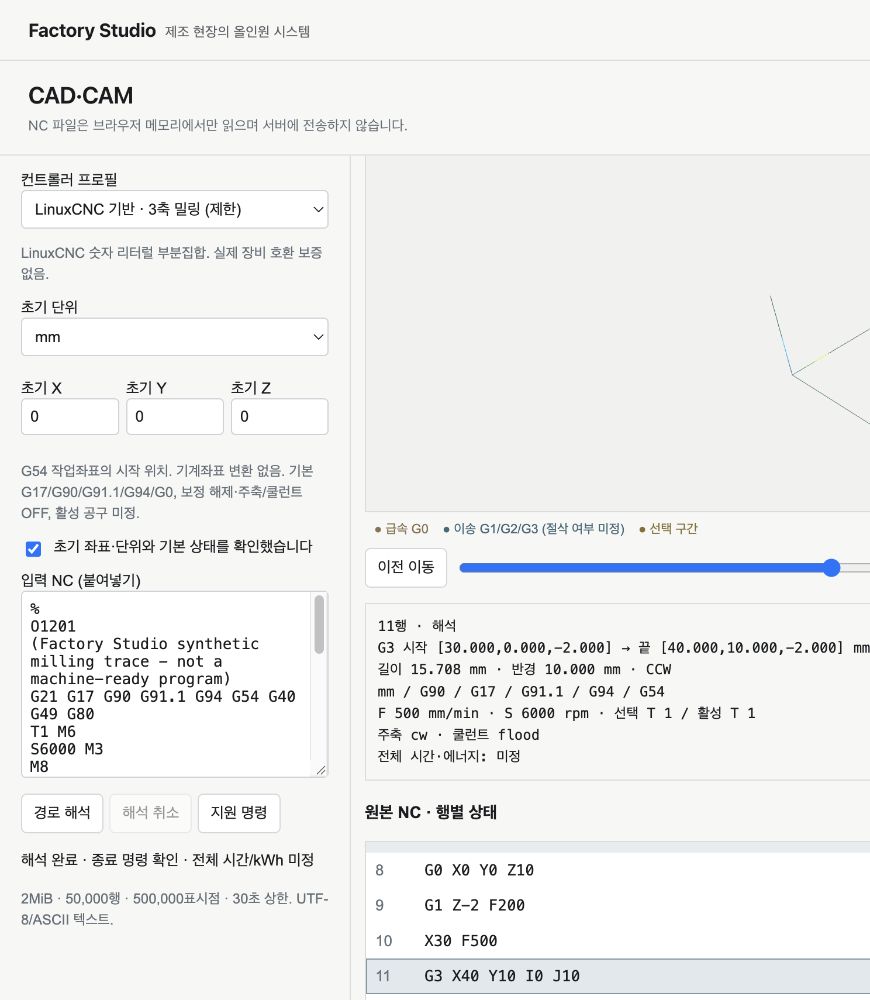 Factory Studio 제조 현장의 올인원 시스템
CAD·CAM
NC 파일은 브라우저 메모리에서만 읽으며 서버에 전송하지 않습니다.
컨트롤러 프로필
LinuxCNC 기반 · 3축 밀링 (제한)
LinuxCNC 숫자 리터럴 부분집합. 실제 장비 호환 보증
없음.
초기 단위
mm
초기 X 초기 Y 초기 Z
0 0 0
G54 작업좌표의 시작 위치. 기계좌표 변환 없음. 기본
G17/G90/G91.1/G94/G0, 보정 해제·주축/쿨런트
OFF, 활성 공구 미정.
초기 좌표·단위와 기본 상태를 확인했습니다
입력 NC (붙여넣기)
%
O1201
(Factory Studio synthetic
milling trace - not a
machine-ready program)
G21 G17 G90 G91.1 G94 G54 G40
G49 G80
T1 M6
S6000 M3
M8
경로 해석 해석 취소 지원 명령
해석 완료 · 종료 명령 확인 · 전체 시간/kWh 미정
2MiB · 50,000행 · 500,000표시점 · 30초 상한. UTF-
8/ASCII 텍스트.
● 급속 G0 ● 이송 G1/G2/G3 (절삭 여부 미정) ● 선택 구간
이전 이동
11행 · 해석
G3 시작 [30.000,0.000,-2.000] → 끝 [40.000,10.000,-2.000] mm
길이 15.708 mm · 반경 10.000 mm · CCW
mm / G90 / G17 / G91.1 / G94 / G54
F 500 mm/min · S 6000 rpm · 선택 T 1 / 활성 T 1
주축 cw · 쿨런트 flood
전체 시간·에너지: 미정
원본 NC · 행별 상태
8 G0 X0 Y0 Z10
9 G1 Z-2 F200
10 X30 F500
11 G3 X40 Y10 I0 J10